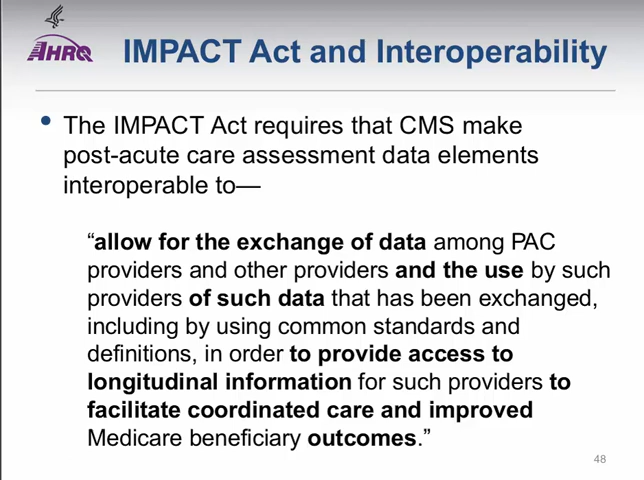 AHRQ
IMPACT Act and Interoperability
• The IMPACT Act requires that CMS make
post-acute care assessment data elements
interoperable to—
“allow for the exchange of data among PAC
providers and other providers and the use by such
providers of such data that has been exchanged,
including by using common standards and
definitions, in order to provide access to
longitudinal information for such providers to
facilitate coordinated care and improved
Medicare beneficiary outcomes.”
48